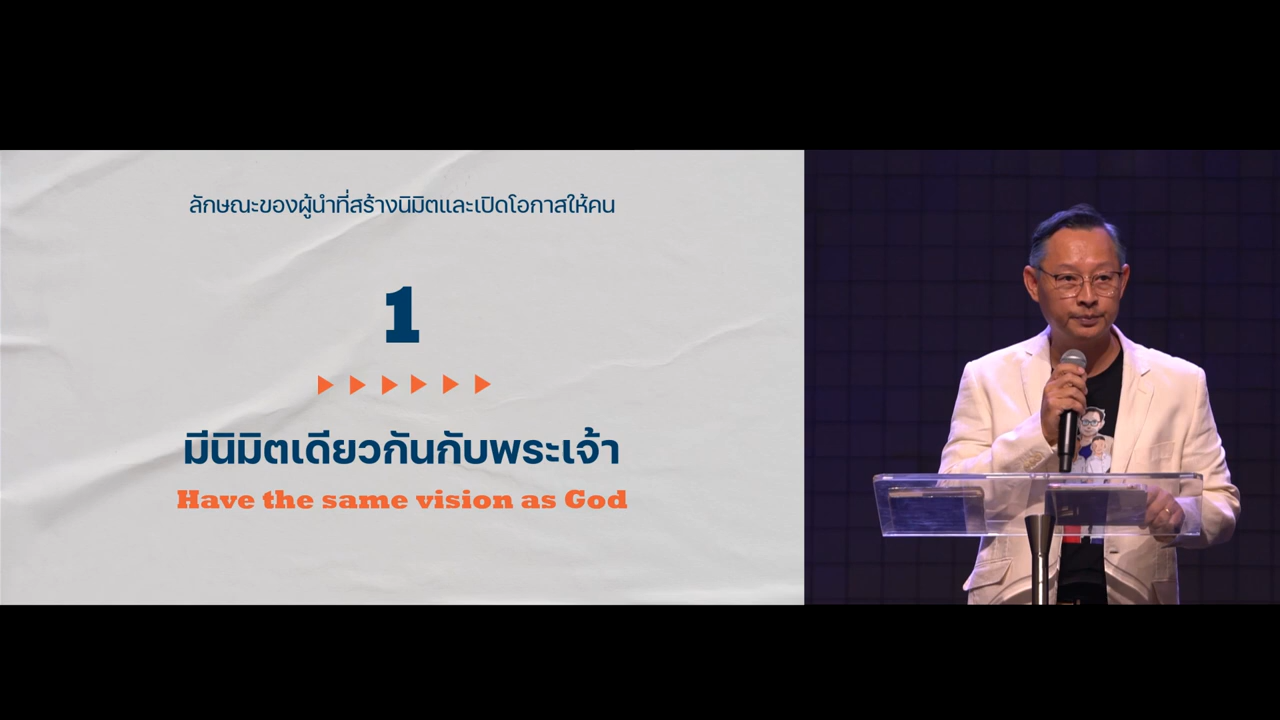 ลักษณะของผู้นำที่สร้างนิมิตและเปิดโอกาสให้คน
1
มีนิมิตเดียวกันกับพระเจ้า
Have the same vision as God